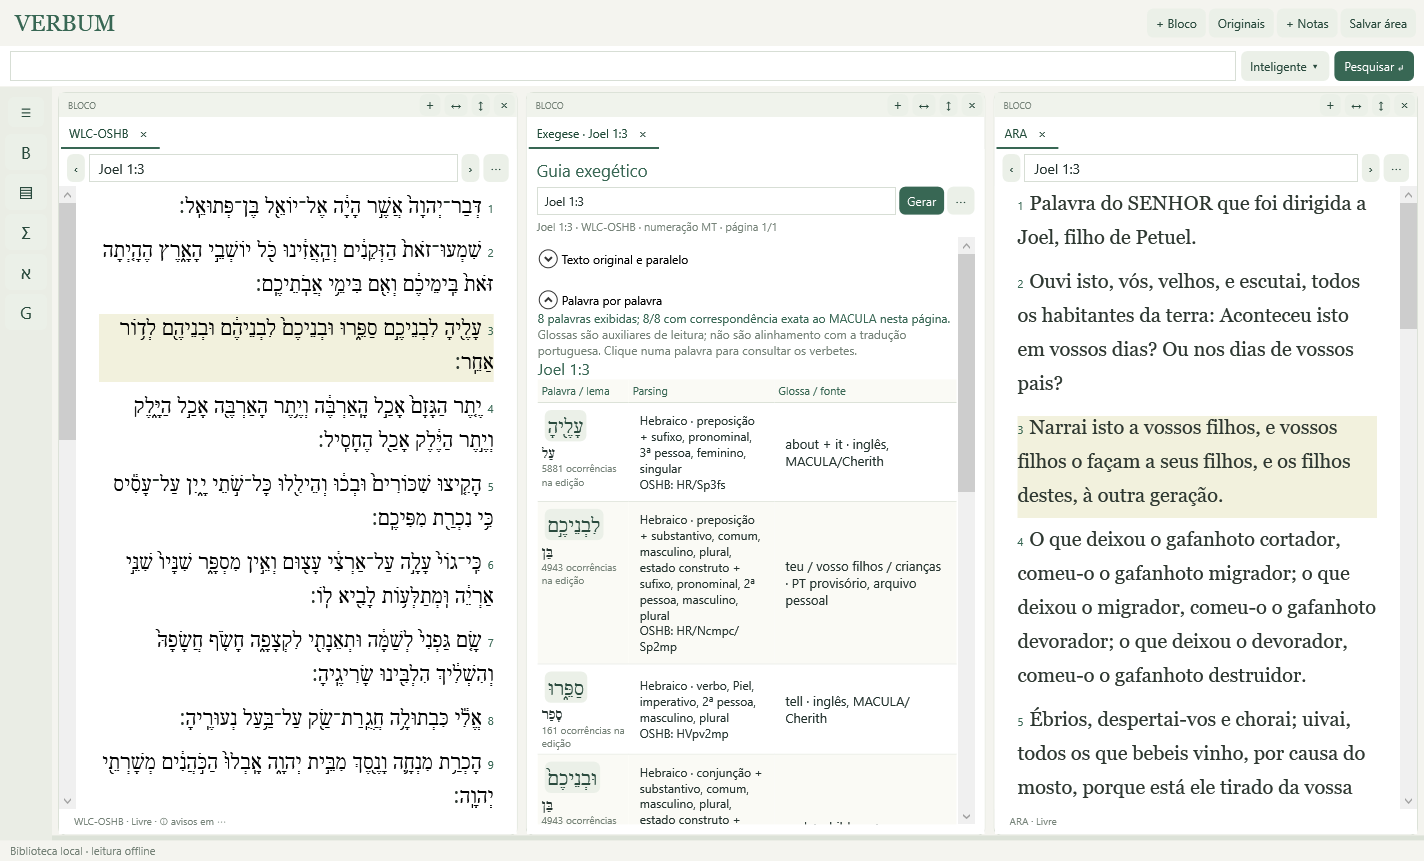 VERBUM
+ Bloco
Originais
+ Notas
Salvar área
Inteligente ▾
Pesquisar ↲
☰
B
Σ
א
G
BLOCO
+ ↔ ↕ ×
WLC-OSHB ×
‹ Joel 1:3 › ⋯
1 דְּבַר־יְהוָה֙ אֲשֶׁ֣ר הָיָ֔ה אֶל־יוֹאֵ֖ל בֶּן־פְּתוּאֵֽל׃
2 שִׁמְעוּ־זֹאת֙ הַזְּקֵנִ֔ים וְהַֽאֲזִ֔ינוּ כֹּ֖ל יוֹשְׁבֵ֣י הָאָ֑רֶץ הֶהָ֤יְתָה
זֹּאת֙ בִּֽימֵיכֶ֔ם וְאִ֖ם בִּימֵ֥י אֲבֹֽתֵיכֶֽם׃
3 עָלֶ֖יהָ לִבְנֵיכֶ֣ם סַפֵּ֑רוּ וּבְנֵיכֶם֙ לִבְנֵיהֶ֔ם וּבְנֵיהֶ֖ם לְד֥וֹר
אַחֵֽר׃
4 יֶ֤תֶר הַגָּזָם֙ אָכַ֣ל הָֽאַרְבֶּ֔ה וְיֶ֥תֶר הָאַרְבֶּ֖ה אָכַ֣ל הַיָּ֑לֶק
וְיֶ֣תֶר הַיֶּ֔לֶק אָכַ֖ל הֶחָסִֽיל׃
5 הָקִ֤יצוּ שִׁכּוֹרִים֙ וּבְכ֔וּ וְהֵילִ֖לוּ כָּל־שֹׁ֣תֵי יָ֑יִן עַל־עָסִ֕יס
כִּ֥י נִכְרַ֖ת מִפִּיכֶֽם׃
6 כִּֽי־גוֹי֙ עָלָ֣ה עַל־אַרְצִ֔י עָצ֖וּם וְאֵ֣ין מִסְפָּ֑ר שִׁנָּיו֙ שִׁנֵּ֣י
אַרְיֵ֔ה וּֽמְתַלְּע֥וֹת לָבִ֖יא לֽוֹ׃
7 שָׂ֤ם גַּפְנִי֙ לְשַׁמָּ֔ה וּתְאֵנָתִ֖י לִקְצָפָ֑ה חָשֹׂ֤ף חֲשָׂפָהּ֙
וְהִשְׁלִ֔יךְ הִלְבִּ֖ינוּ שָׂרִיגֶֽיהָ׃
8 אֱלִ֕י כִּבְתוּלָ֥ה חֲגֻֽרַת־שַׂ֖ק עַל־בַּ֥עַל נְעוּרֶֽיהָ׃
9 הָכְרַ֥ת מִנְחָ֛ה וָנֶ֖סֶךְ מִבֵּ֣ית יְהוָ֑ה אָֽבְלוּ֙ הַכֹּ֣הֲנִ֔ים מְשָׁרְתֵ֖י
יְהוָֽה׃
WLC-OSHB · Livre · ⓘ avisos em ⋯
BLOCO
+ ↔ ↕ ×
Exegese · Joel 1:3 ×
Guia exegético
Joel 1:3 Gerar ⋯
Joel 1:3 · WLC-OSHB · numeração MT · página 1/1
Texto original e paralelo
Palavra por palavra
8 palavras exibidas; 8/8 com correspondência exata ao MACULA nesta página.
Glossas são auxiliares de leitura; não são alinhamento com a tradução
portuguesa. Clique numa palavra para consultar os verbetes.
Joel 1:3
Palavra / lema Parsing Glossa / fonte
עָלֶ֖יהָ
עַל
5881 ocorrências
na edição
Hebraico · preposição
+ sufixo, pronominal,
3ª pessoa, feminino,
singular
OSHB: HR/Sp3fs
about + it · inglês,
MACULA/Cherith
לִבְנֵיכֶ֣ם
בֵּן
4943 ocorrências
na edição
Hebraico · preposição
+ substantivo, comum,
masculino, plural,
estado construto +
sufixo, pronominal, 2ª
pessoa, masculino,
plural
OSHB: HR/Ncmpc/
Sp2mp
teu / vosso filhos / crianças
· PT provisório, arquivo
pessoal
סַפֵּ֑רוּ
סָפַר
161 ocorrências na
edição
Hebraico · verbo, Piel,
imperativo, 2ª pessoa,
masculino, plural
OSHB: HVpv2mp
tell · inglês, MACULA/
Cherith
וּבְנֵיכֶם֙
בֵּן
4943 ocorrências
na edição
Hebraico · conjunção +
substantivo, comum,
masculino, plural,
estado construto +
BLOCO
+ ↔ ↕ ×
ARA ×
‹ Joel 1:3 › ⋯
1 Palavra do SENHOR que foi dirigida a
Joel, filho de Petuel.
2 Ouvi isto, vós, velhos, e escutai, todos
os habitantes da terra: Aconteceu isto
em vossos dias? Ou nos dias de vossos
pais?
3 Narrai isto a vossos filhos, e vossos
filhos o façam a seus filhos, e os filhos
destes, à outra geração.
4 O que deixou o gafanhoto cortador,
comeu-o o gafanhoto migrador; o que
deixou o migrador, comeu-o o gafanhoto
devorador; o que deixou o devorador,
comeu-o o gafanhoto destruidor.
5 Ébrios, despertai-vos e chorai; uivai,
todos os que bebeis vinho, por causa do
mosto, porque está ele tirado da vossa
ARA · Livre
Biblioteca local · leitura offline